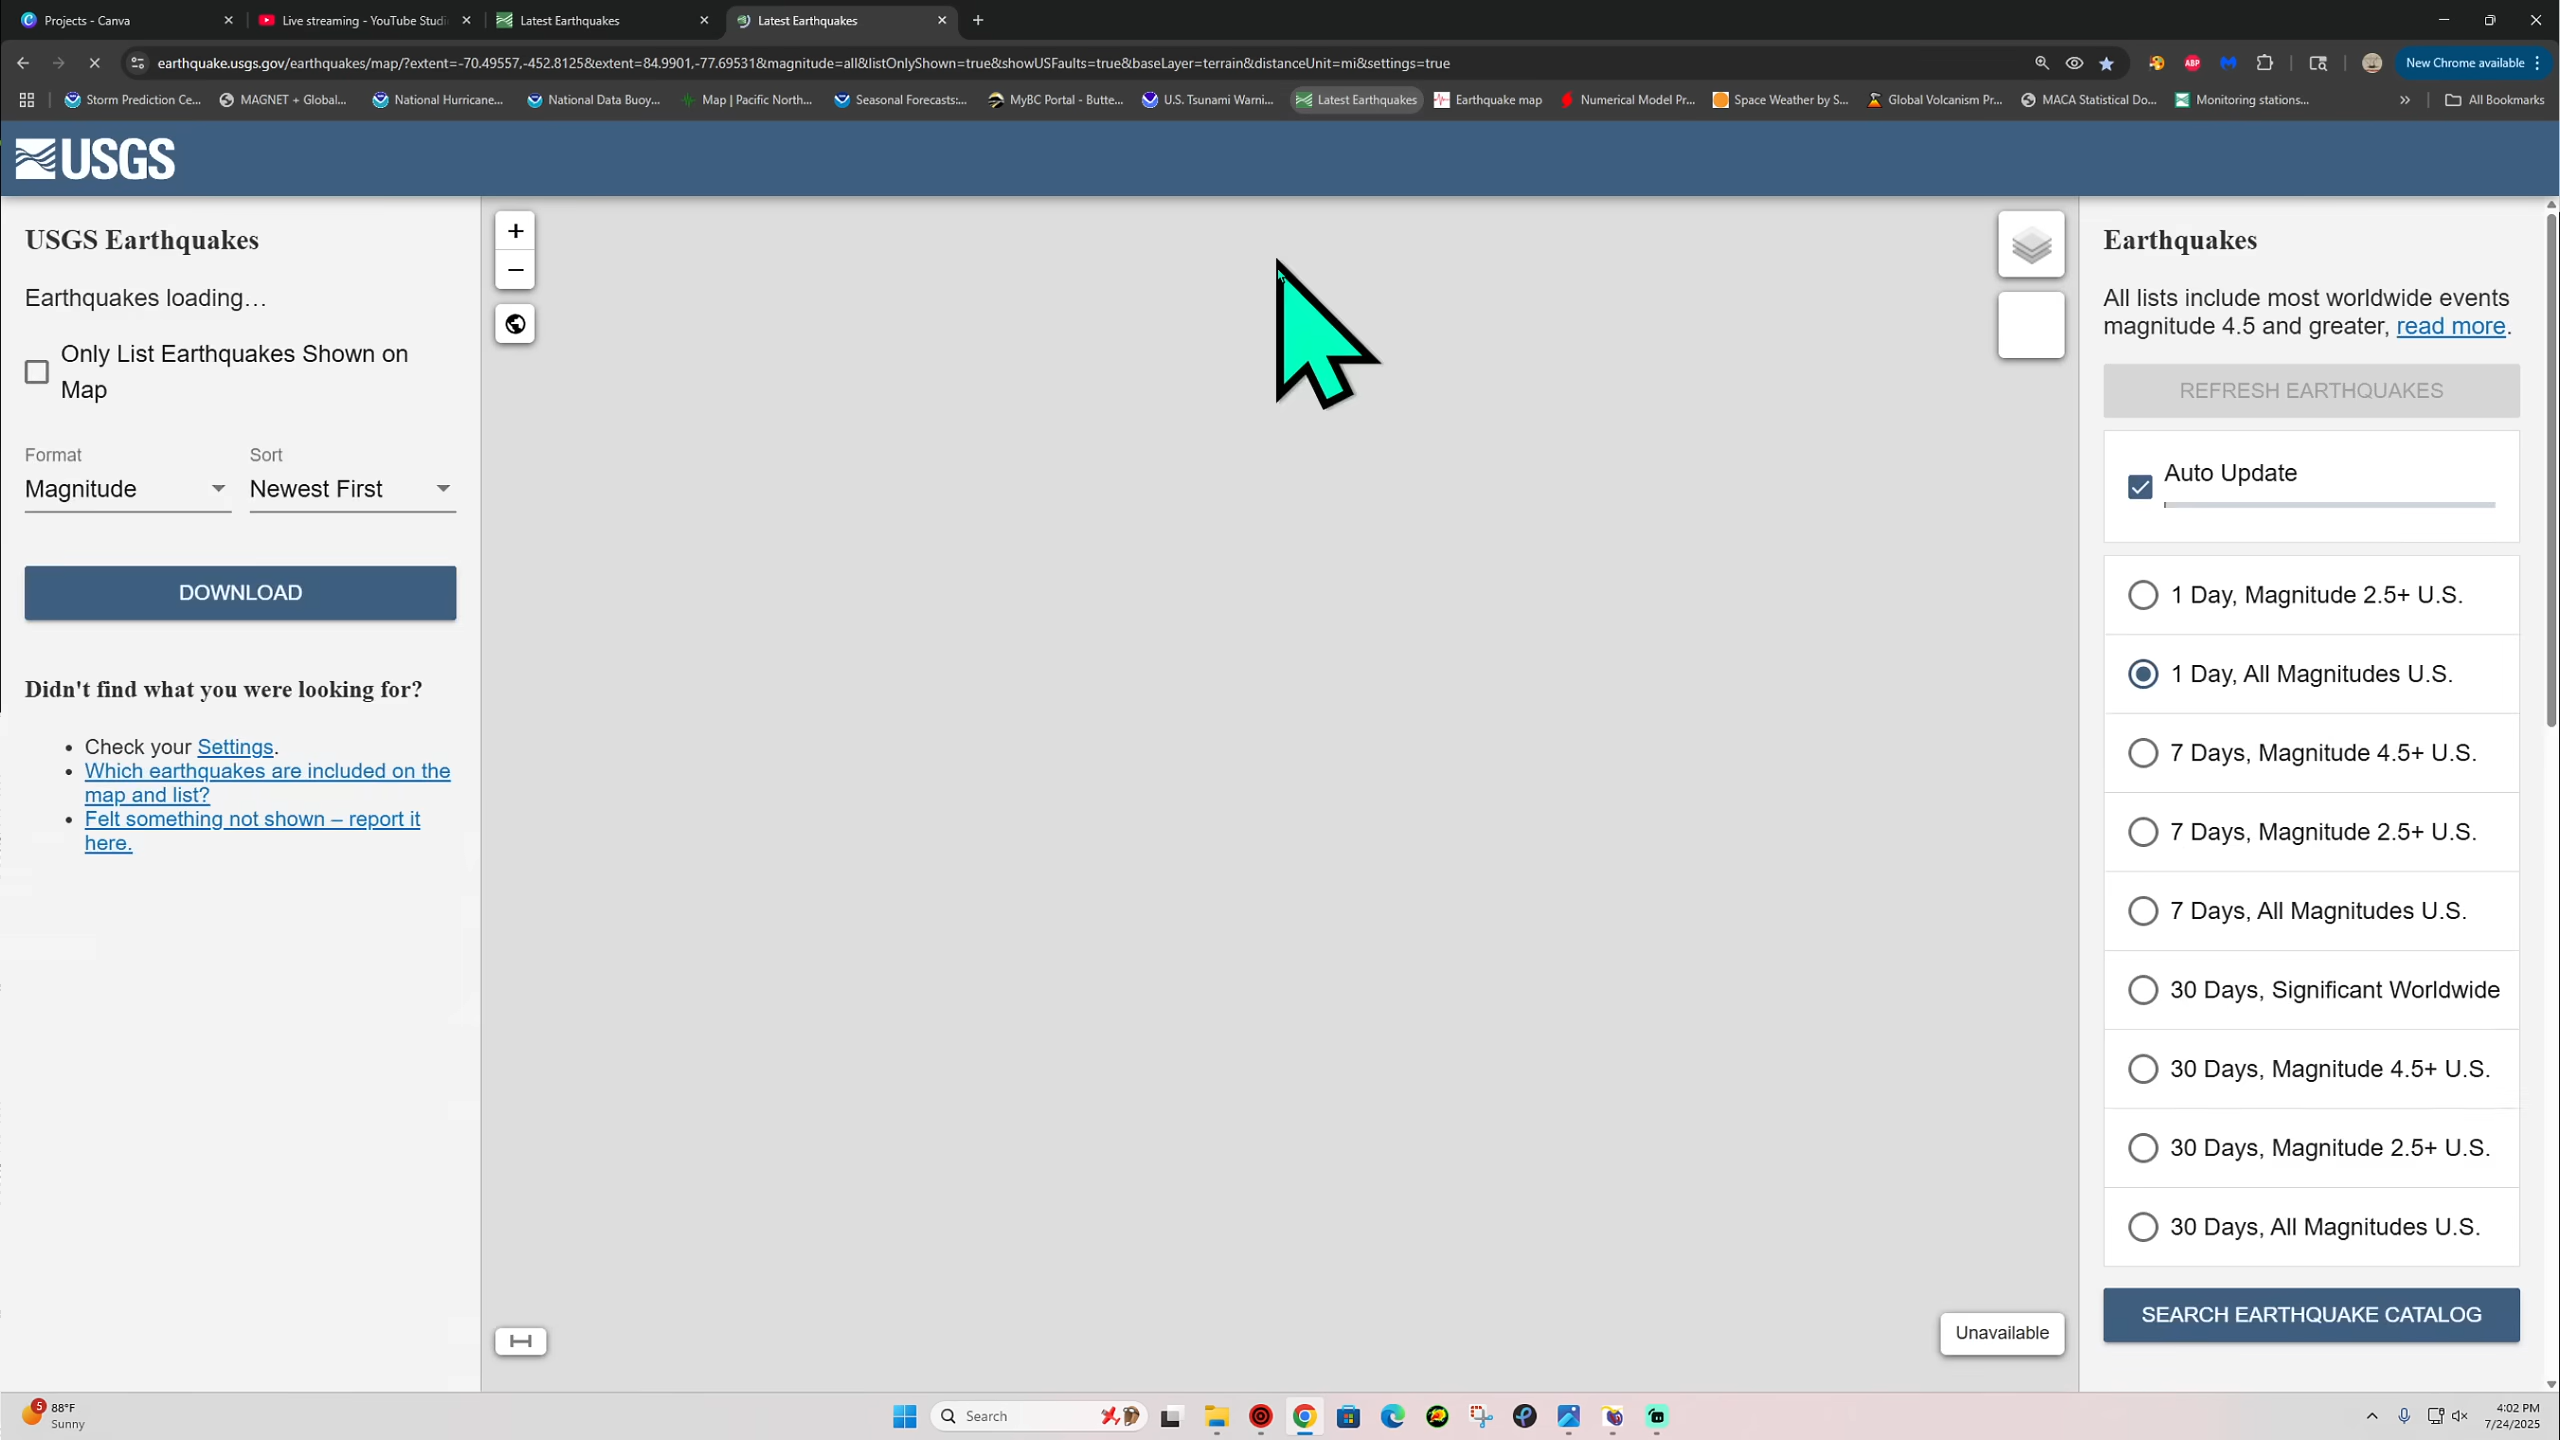 Projects - Canva
Live streaming - YouTube Studi
Latest Earthquakes
Latest Earthquakes
earthquake.usgs.gov/earthquakes/map/?extent=-70.49557,-452.8125&extent=84.9901,-77.69531&magnitude=all&listOnlyShown=true&showUSFaults=true&baseLayer=terrain&distanceUnit=mi&settings=true
ABP
New Chrome available
Storm Prediction Ce...
MAGNET + Global...
National Hurricane...
National Data Buoy...
Map | Pacific North...
Seasonal Forecasts:...
MyBC Portal - Butte...
U.S. Tsunami Warni...
Latest Earthquakes
Earthquake map
Numerical Model Pr...
Space Weather by S...
Global Volcanism Pr...
MACA Statistical Do...
Monitoring stations...
»
All Bookmarks
USGS
USGS Earthquakes
Earthquakes loading...
Only List Earthquakes Shown on
Map
Format
Sort
Magnitude
Newest First
DOWNLOAD
Didn't find what you were looking for?
• Check your Settings.
• Which earthquakes are included on the
map and list?
• Felt something not shown – report it
here.
+
−
Unavailable
Earthquakes
All lists include most worldwide events
magnitude 4.5 and greater, read more.
REFRESH EARTHQUAKES
Auto Update
1 Day, Magnitude 2.5+ U.S.
1 Day, All Magnitudes U.S.
7 Days, Magnitude 4.5+ U.S.
7 Days, Magnitude 2.5+ U.S.
7 Days, All Magnitudes U.S.
30 Days, Significant Worldwide
30 Days, Magnitude 4.5+ U.S.
30 Days, Magnitude 2.5+ U.S.
30 Days, All Magnitudes U.S.
SEARCH EARTHQUAKE CATALOG
5
88°F
Sunny
Search
4:02 PM
7/24/2025